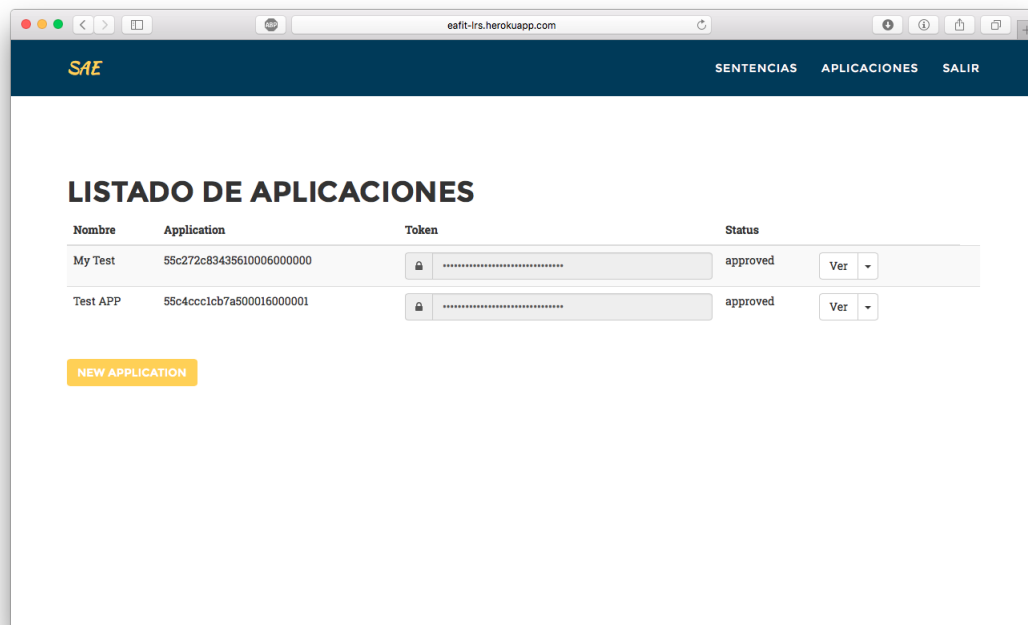 ABP eafit-lrs.herokuapp.com
SAE SENTENCIAS APLICACIONES SALIR
LISTADO DE APLICACIONES
Nombre Application Token Status
My Test 55c272c83435610006000000 •••••••••••••••••••••••••••••••• approved Ver
Test APP 55c4ccc1cb7a500016000001 •••••••••••••••••••••••••••••••• approved Ver
NEW APPLICATION